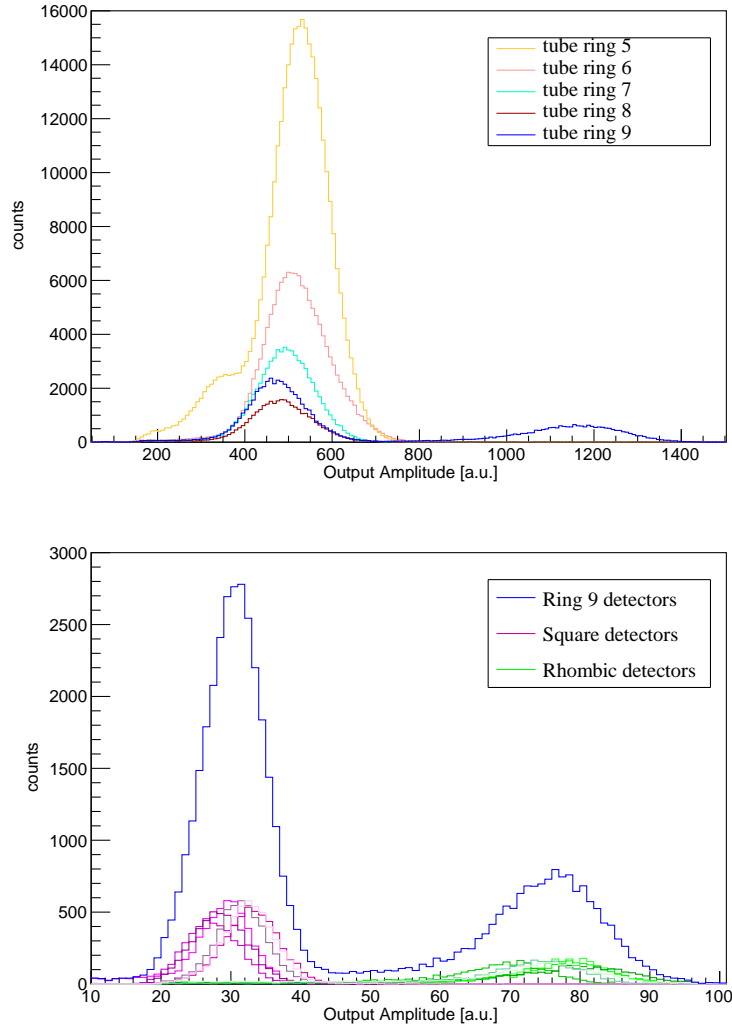 16000
14000
12000
10000
8000
6000
4000
2000
0
counts
tube ring 5
tube ring 6
tube ring 7
tube ring 8
tube ring 9
200 400 600 800 1000 1200 1400
Output Amplitude [a.u.]
3000
2500
2000
1500
1000
500
0
counts
Ring 9 detectors
Square detectors
Rhombic detectors
10 20 30 40 50 60 70 80 90 100
Output Amplitude [a.u.]